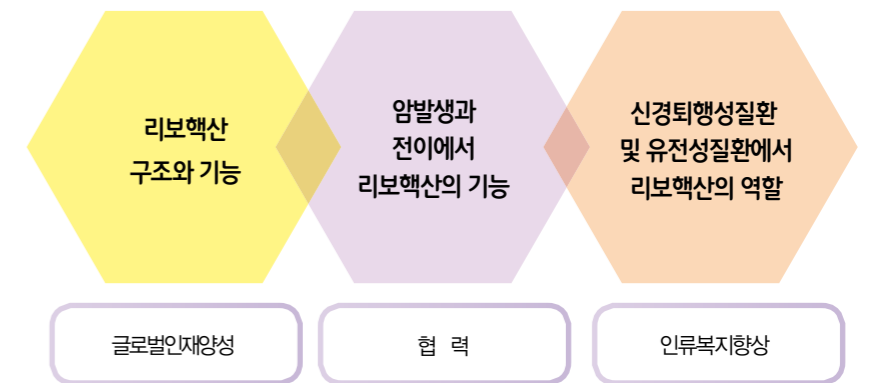 리보핵산
구조와 기능
암발생과
전이에서
리보핵산의 기능
신경퇴행성질환
및 유전성질환에서
리보핵산의 역할
글로벌인재양성
협 력
인류복지향상